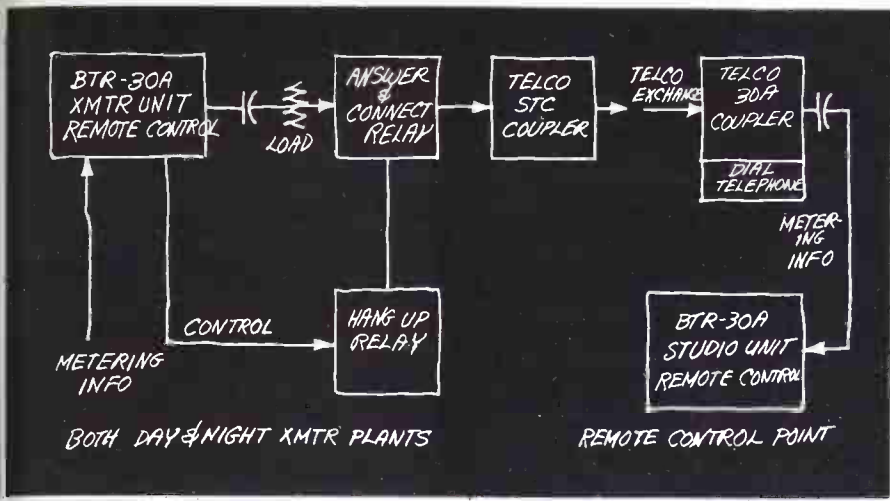 BTR-30A
XMTR UNIT
REMOTE CONTROL
LOAD
ANSWER
&
CONNECT
RELAY
TELCO
STC
COUPLER
TELCO
EXCHANGE
TELCO
30A
COUPLER
DIAL
TELEPHONE
METER-
ING
INFO
CONTROL
HANG UP
RELAY
BTR-30A
STUDIO UNIT
REMOTE CONTROL
METERING
INFO
BOTH DAY & NIGHT XMTR PLANTS
REMOTE CONTROL POINT